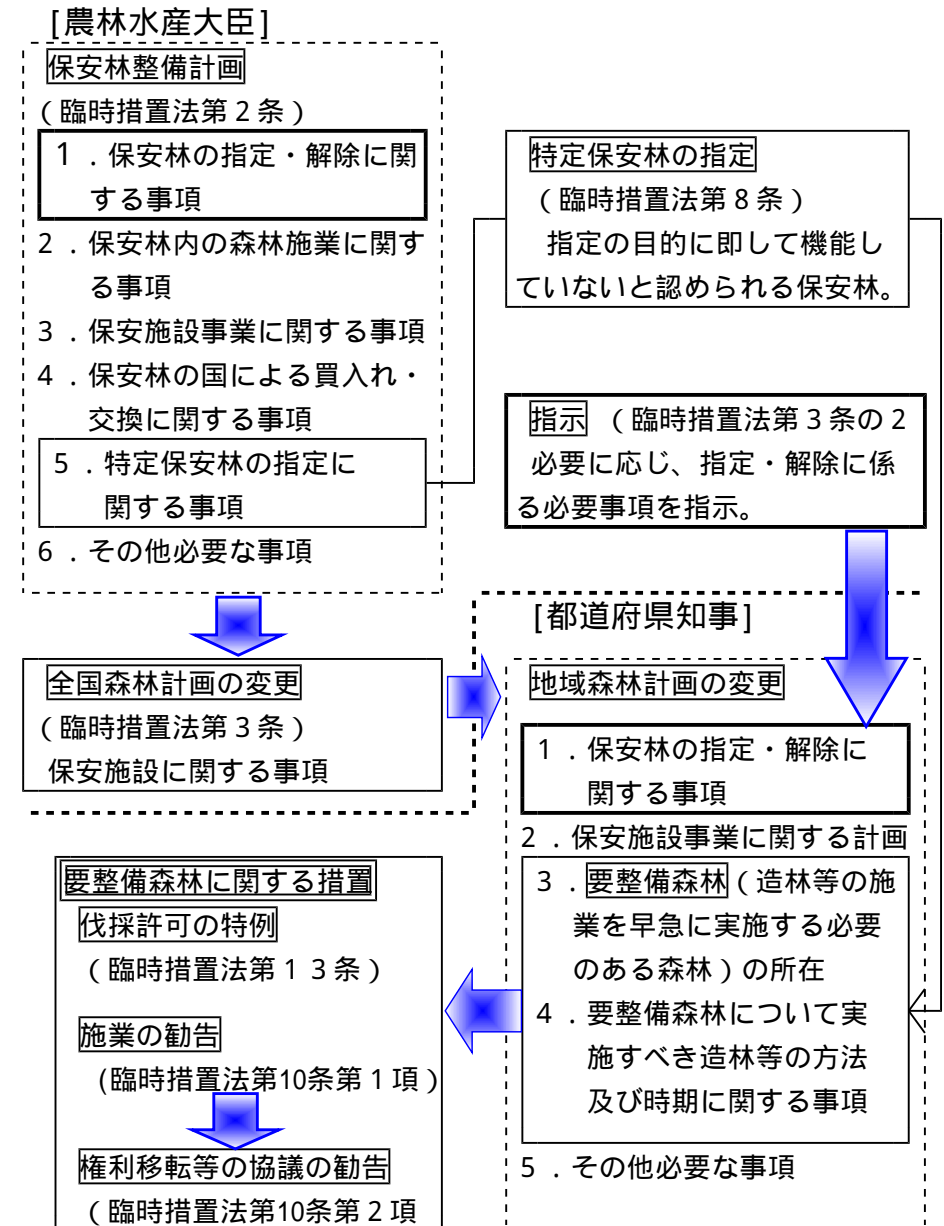 [農林水産大臣]
保安林整備計画
（臨時措置法第２条）
１．保安林の指定・解除に関
する事項
２．保安林内の森林施業に関す
る事項
３．保安施設事業に関する事項
４．保安林の国による買入れ・
交換に関する事項
５．特定保安林の指定に
関する事項
６．その他必要な事項
特定保安林の指定
（臨時措置法第８条）
指定の目的に即して機能し
ていないと認められる保安林。
指示 （臨時措置法第３条の２
必要に応じ、指定・解除に係
る必要事項を指示。
全国森林計画の変更
（臨時措置法第３条）
保安施設に関する事項
[都道府県知事]
地域森林計画の変更
１．保安林の指定・解除に
関する事項
２．保安施設事業に関する計画
３．要整備森林（造林等の施
業を早急に実施する必要
のある森林）の所在
４．要整備森林について実
施すべき造林等の方法
及び時期に関する事項
５．その他必要な事項
要整備森林に関する措置
伐採許可の特例
（臨時措置法第１３条）
施業の勧告
(臨時措置法第10条第１項）
権利移転等の協議の勧告
（臨時措置法第10条第２項